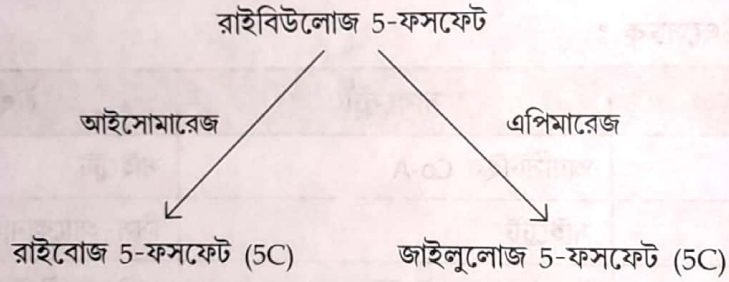 রাইবিউলোজ 5-ফসফেট
আইসোমারেজ
এপিমারেজ
রাইবোজ 5-ফসফেট (5C)
জাইলুলোজ 5-ফসফেট (5C)